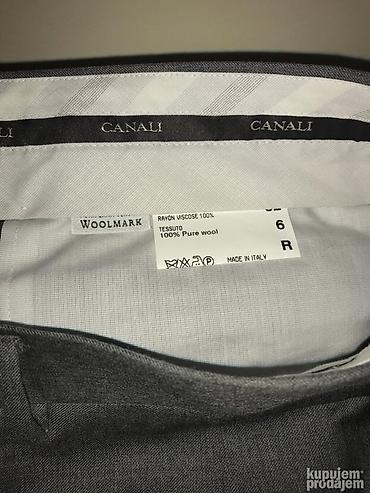 CANALI CANALI
WOOLMARK
RAYON VISCOSE 100%
TESSUTO
100% Pure wool
6
R
MADE IN ITALY
kupujem
prodajem